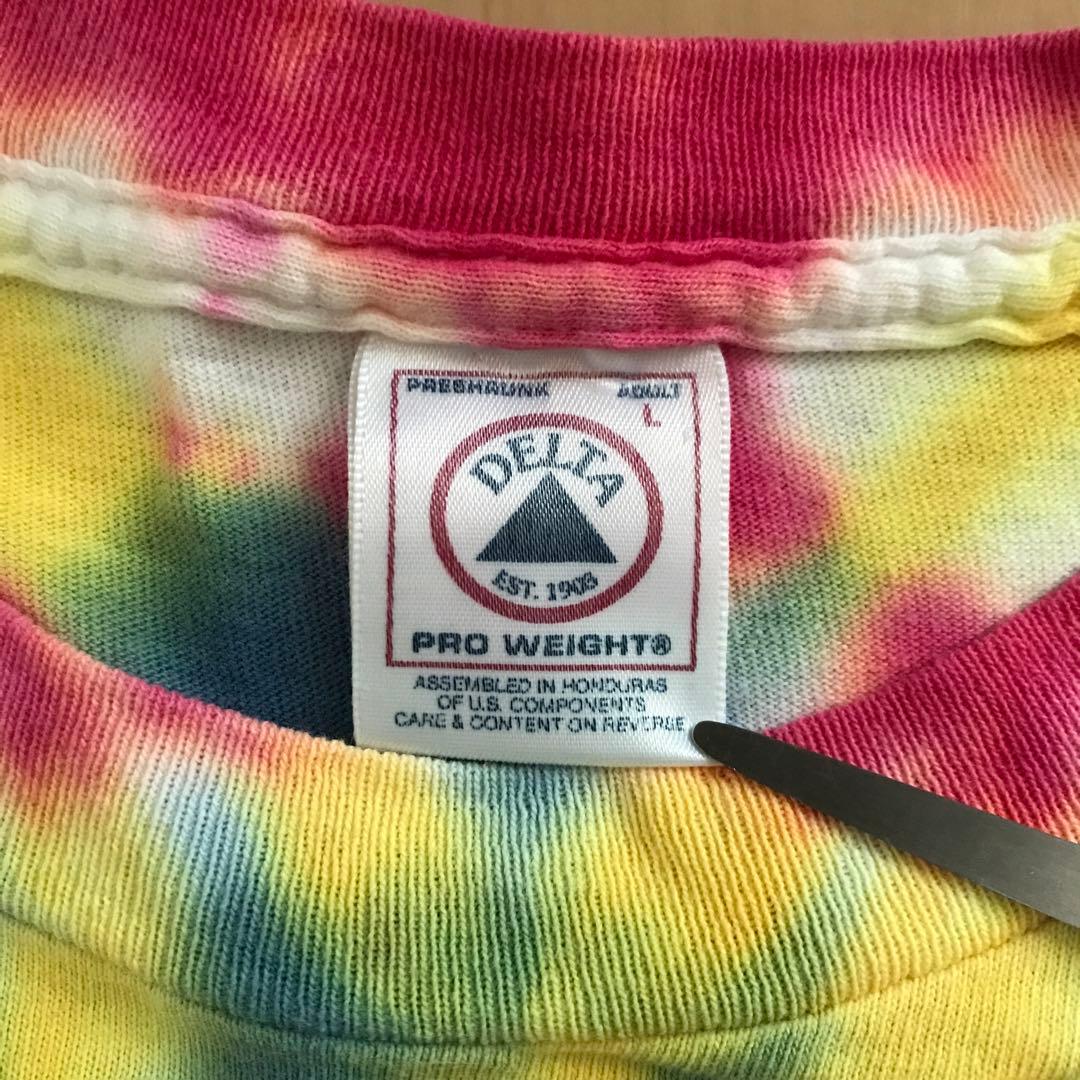 PRESHRUNK ADULT
L
DELTA
EST. 1903
PRO WEIGHT®
ASSEMBLED IN HONDURAS
OF U.S. COMPONENTS
CARE & CONTENT ON REVERSE